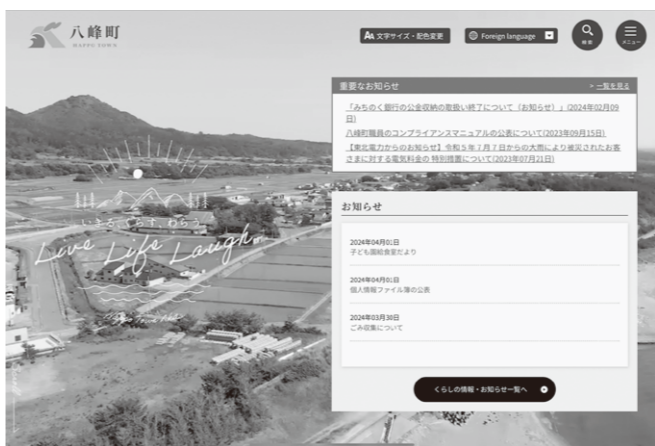 八峰町
HAPPO TOWN
AA 文字サイズ・配色変更
Foreign language
検索
メニュー
重要なお知らせ
> 一覧を見る
「みちのく銀行の公金収納の取扱い終了について（お知らせ）」(2024年02月09
日)
八峰町職員のコンプライアンスマニュアルの公表について(2023年09月15日)
【東北電力からのお知らせ】令和５年７月７日からの大雨により被災されたお客
さまに対する電気料金の 特別措置について(2023年07月21日)
Live Life Laugh
お知らせ
2024年04月01日
子ども園給食室だより
2024年04月01日
個人情報ファイル簿の公表
2024年03月30日
ごみ収集について
くらしの情報・お知らせ一覧へ